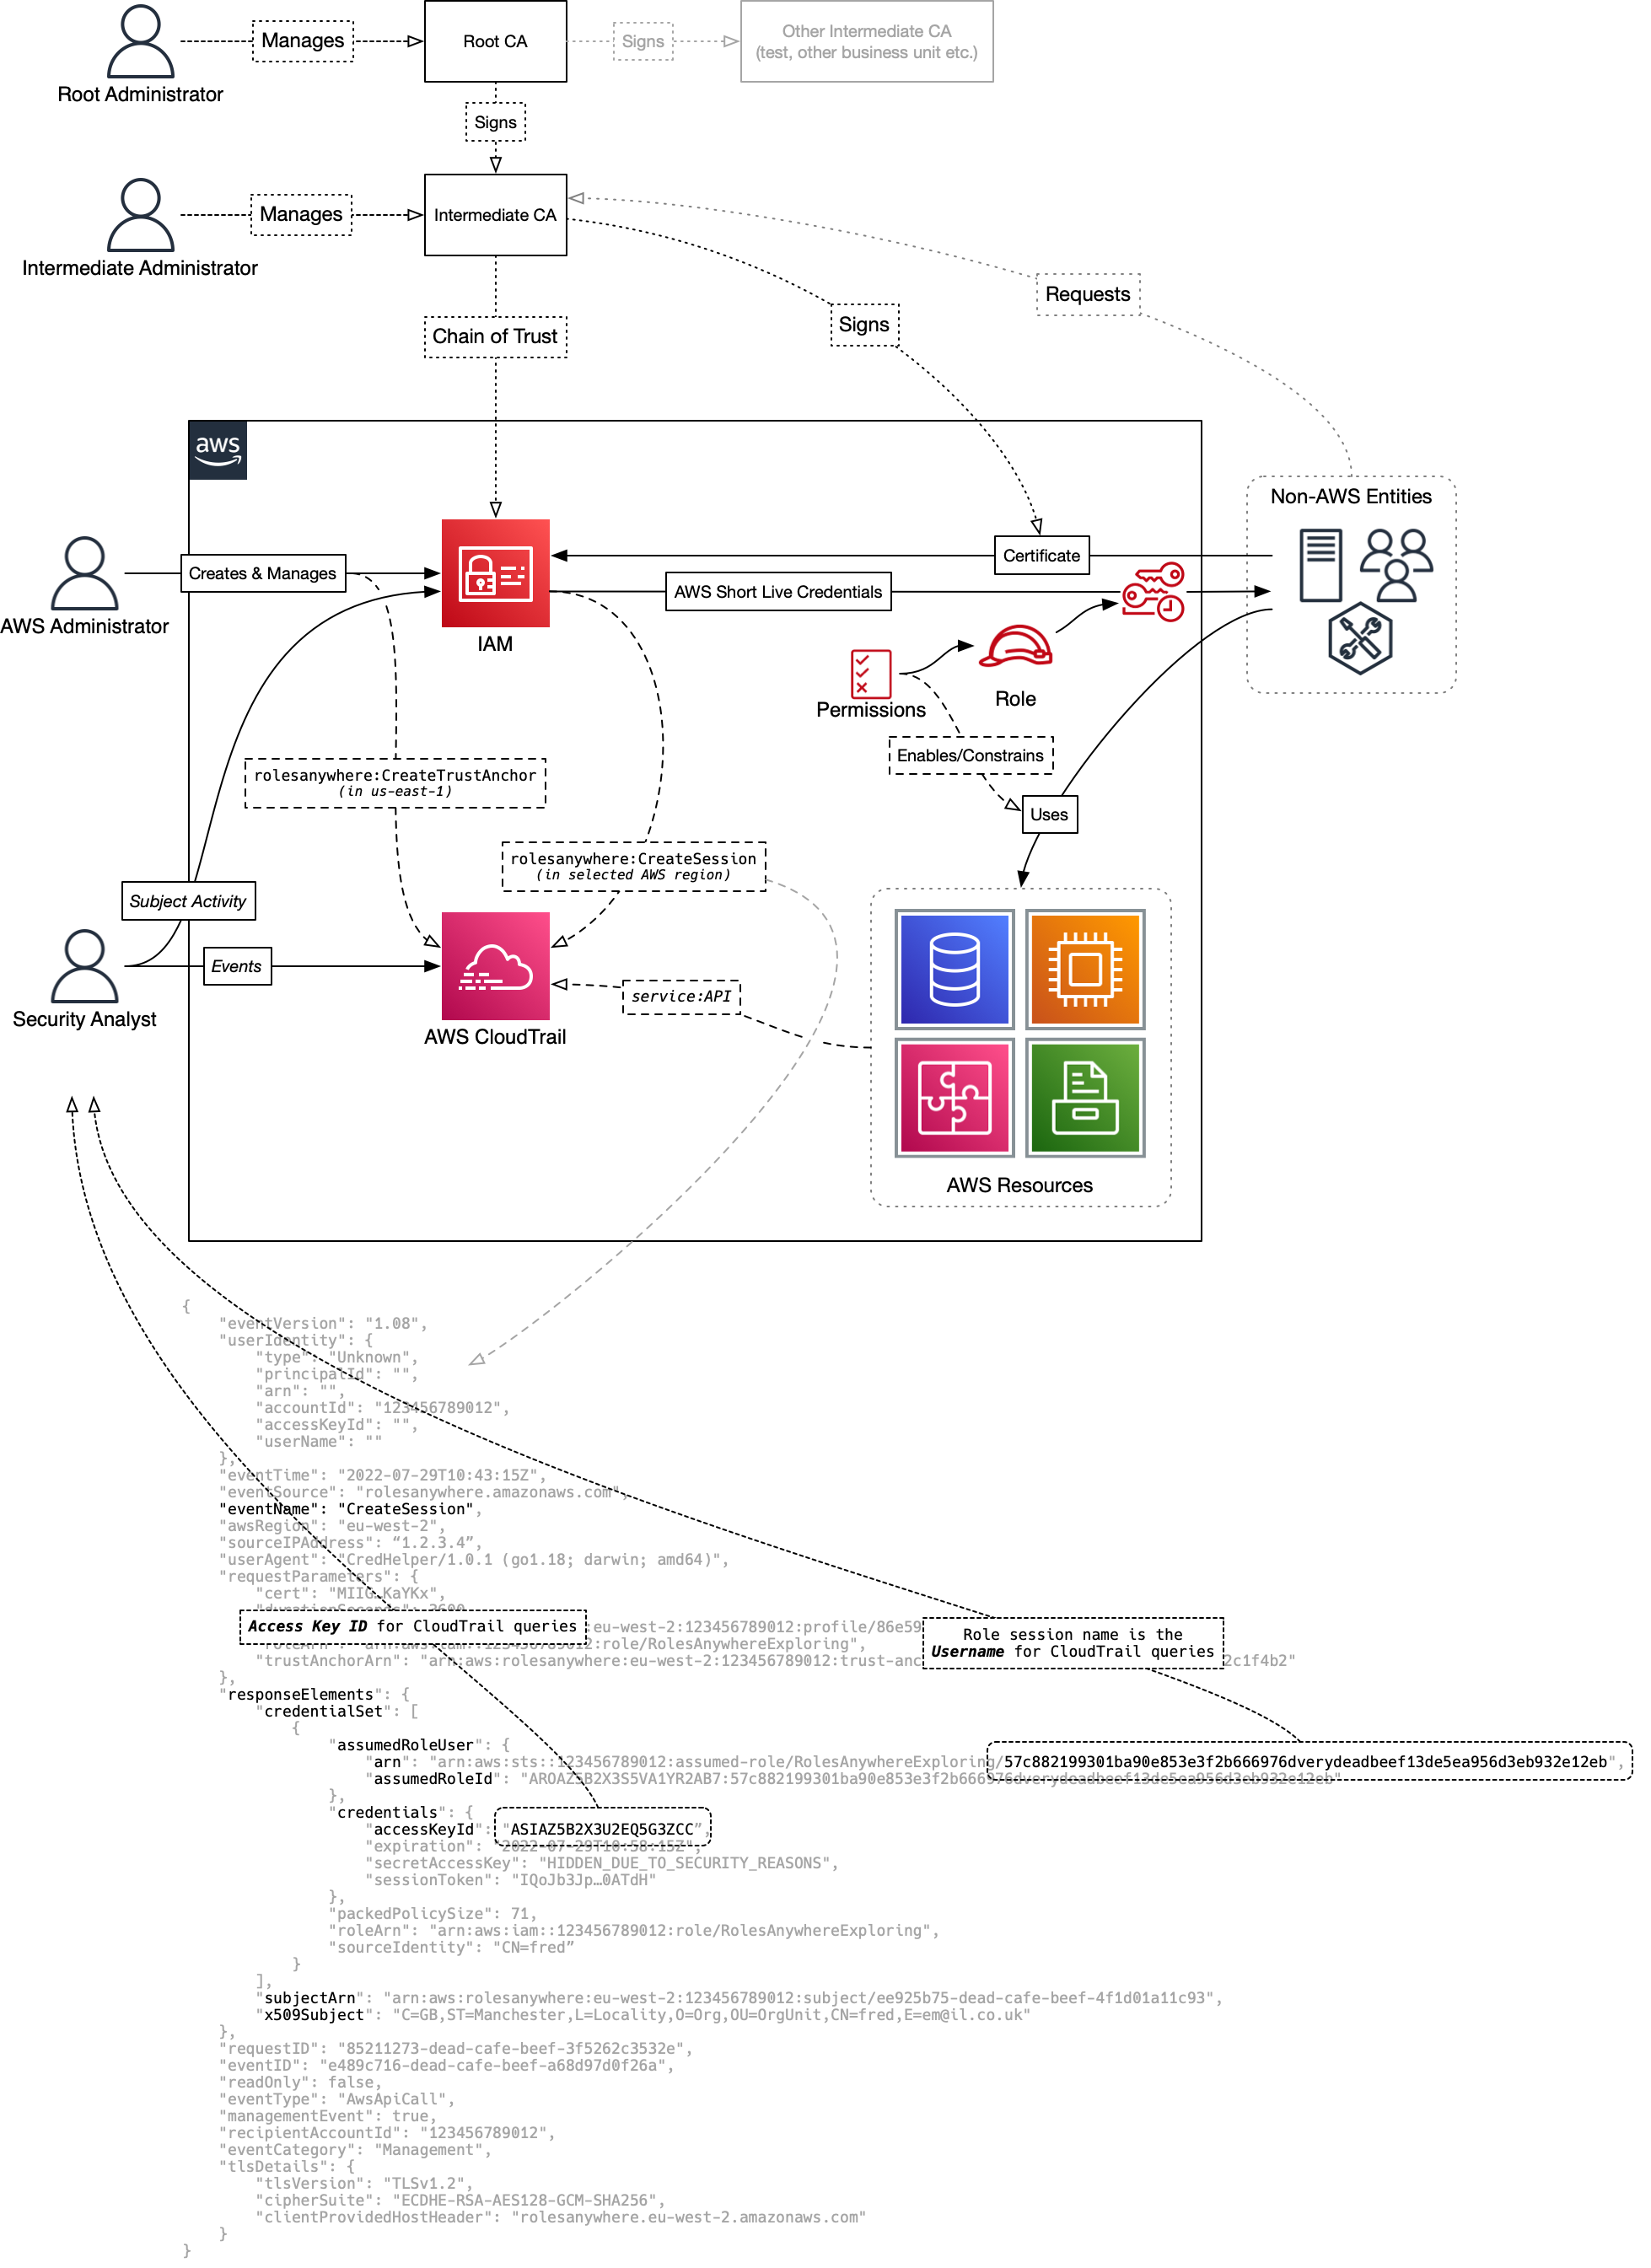 Root Administrator
Manages
Root CA
Signs
Other Intermediate CA
(test, other business unit etc.)
Signs
Intermediate Administrator
Manages
Intermediate CA
Requests
Signs
Chain of Trust
aws
Non-AWS Entities
AWS Administrator
Creates & Manages
IAM
Certificate
AWS Short Live Credentials
Permissions
Role
Enables/Constrains
Uses
rolesanywhere:CreateTrustAnchor
(in us-east-1)
rolesanywhere:CreateSession
(in selected AWS region)
Subject Activity
Events
Security Analyst
AWS CloudTrail
service:API
AWS Resources
{
"eventVersion": "1.08",
"userIdentity": {
"type": "Unknown",
"principalId": "",
"arn": "",
"accountId": "123456789012",
"accessKeyId": "",
"userName": ""
},
"eventTime": "2022-07-29T10:43:15Z",
"eventSource": "rolesanywhere.amazonaws.com",
"eventName": "CreateSession",
"awsRegion": "eu-west-2",
"sourceIPAddress": “1.2.3.4”,
"userAgent": "CredHelper/1.0.1 (go1.18; darwin; amd64)",
"requestParameters": {
"cert": "MIIG…KaYKx",
"durationSeconds": 3600,
Access Key ID for CloudTrail queries
:eu-west-2:123456789012:profile/86e59
Role session name is the
Username for CloudTrail queries
"roleArn": "arn:aws:iam::123456789012:role/RolesAnywhereExploring",
"trustAnchorArn": "arn:aws:rolesanywhere:eu-west-2:123456789012:trust-anc 2c1f4b2"
},
"responseElements": {
"credentialSet": [
{
"assumedRoleUser": {
"arn": "arn:aws:sts::123456789012:assumed-role/RolesAnywhereExploring/57c882199301ba90e853e3f2b666976dverydeadbeef13de5ea956d3eb932e12eb",
"assumedRoleId": "AROAZ5B2X3S5VA1YR2AB7:57c882199301ba90e853e3f2b666976dverydeadbeef13de5ea956d3eb932e12eb"
},
"credentials": {
"accessKeyId": "ASIAZ5B2X3U2EQ5G3ZCC”,
"expiration": "2022-07-29T10:58:15Z",
"secretAccessKey": "HIDDEN_DUE_TO_SECURITY_REASONS",
"sessionToken": "IQoJb3Jp…0ATdH"
},
"packedPolicySize": 71,
"roleArn": "arn:aws:iam::123456789012:role/RolesAnywhereExploring",
"sourceIdentity": "CN=fred”
}
],
"subjectArn": "arn:aws:rolesanywhere:eu-west-2:123456789012:subject/ee925b75-dead-cafe-beef-4f1d01a11c93",
"x509Subject": "C=GB,ST=Manchester,L=Locality,O=Org,OU=OrgUnit,CN=fred,E=em@il.co.uk"
},
"requestID": "85211273-dead-cafe-beef-3f5262c3532e",
"eventID": "e489c716-dead-cafe-beef-a68d97d0f26a",
"readOnly": false,
"eventType": "AwsApiCall",
"managementEvent": true,
"recipientAccountId": "123456789012",
"eventCategory": "Management",
"tlsDetails": {
"tlsVersion": "TLSv1.2",
"cipherSuite": "ECDHE-RSA-AES128-GCM-SHA256",
"clientProvidedHostHeader": "rolesanywhere.eu-west-2.amazonaws.com"
}
}